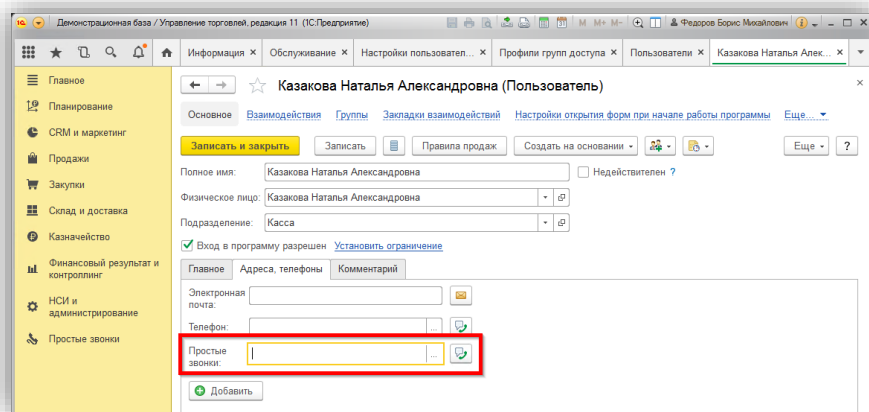 Демонстрационная база / Управление торговлей, редакция 11 (1С:Предприятие)
M M+ M-
Федоров Борис Михайлович
Информация ×
Обслуживание ×
Настройки пользовател... ×
Профили групп доступа ×
Пользователи ×
Казакова Наталья Алек... ×
Главное
Планирование
CRM и маркетинг
Продажи
Закупки
Склад и доставка
Казначейство
Финансовый результат и
контроллинг
НСИ и
администрирование
Простые звонки
Казакова Наталья Александровна (Пользователь)
Основное Взаимодействия Группы Закладки взаимодействий Настройки открытия форм при начале работы программы Еще...
Записать и закрыть Записать Правила продаж Создать на основании Еще ?
Полное имя: Казакова Наталья Александровна Недействителен ?
Физическое лицо: Казакова Наталья Александровна
Подразделение: Касса
Вход в программу разрешен Установить ограничение
Главное Адреса, телефоны Комментарий
Электронная
почта:
Телефон: ...
Простые
звонки: ...
Добавить